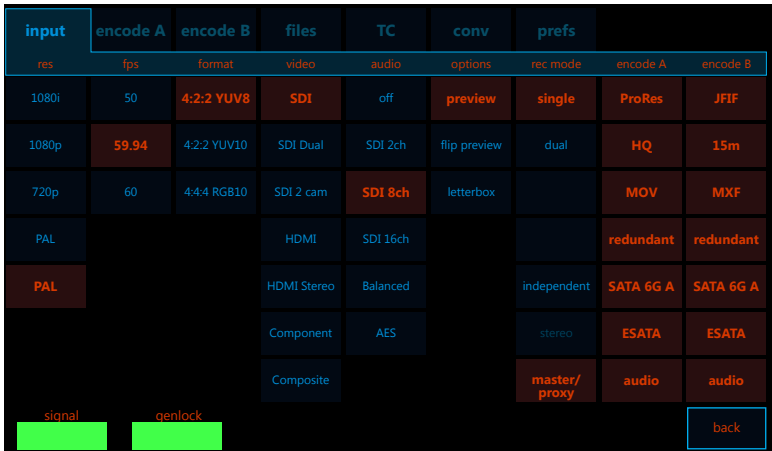 input encode A encode B files TC conv prefs
res fps format video audio options rec mode encode A encode B
1080i 50 4:2:2 YUV8 SDI off preview single ProRes JFIF
1080p 59.94 4:2:2 YUV10 SDI Dual SDI 2ch flip preview dual HQ 15m
720p 60 4:4:4 RGB10 SDI 2 cam SDI 8ch letterbox MOV MXF
PAL HDMI SDI 16ch redundant redundant
PAL HDMI Stereo Balanced independent SATA 6G A SATA 6G A
Component AES stereo ESATA ESATA
Composite master/ audio audio
proxy
signal genlock back